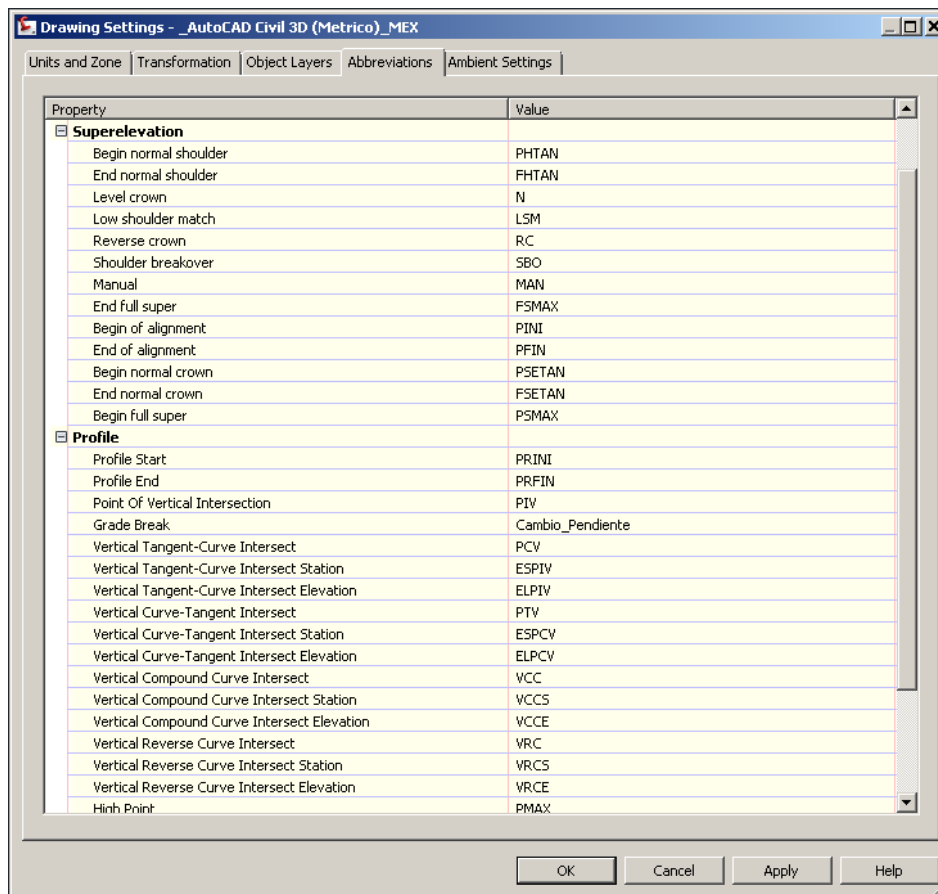 Drawing Settings - _AutoCAD Civil 3D (Metrico)_MEX
Units and Zone Transformation Object Layers Abbreviations Ambient Settings
Property Value
Superelevation
Begin normal shoulder PHTAN
End normal shoulder FHTAN
Level crown N
Low shoulder match LSM
Reverse crown RC
Shoulder breakover SBO
Manual MAN
End full super FSMAX
Begin of alignment PINI
End of alignment PFIN
Begin normal crown PSETAN
End normal crown FSETAN
Begin full super PSMAX
Profile
Profile Start PRINI
Profile End PRFIN
Point Of Vertical Intersection PIV
Grade Break Cambio_Pendiente
Vertical Tangent-Curve Intersect PCV
Vertical Tangent-Curve Intersect Station ESPIV
Vertical Tangent-Curve Intersect Elevation ELPIV
Vertical Curve-Tangent Intersect PTV
Vertical Curve-Tangent Intersect Station ESPCV
Vertical Curve-Tangent Intersect Elevation ELPCV
Vertical Compound Curve Intersect VCC
Vertical Compound Curve Intersect Station VCCS
Vertical Compound Curve Intersect Elevation VCCE
Vertical Reverse Curve Intersect VRC
Vertical Reverse Curve Intersect Station VRCS
Vertical Reverse Curve Intersect Elevation VRCE
High Point PMAX
OK Cancel Apply Help